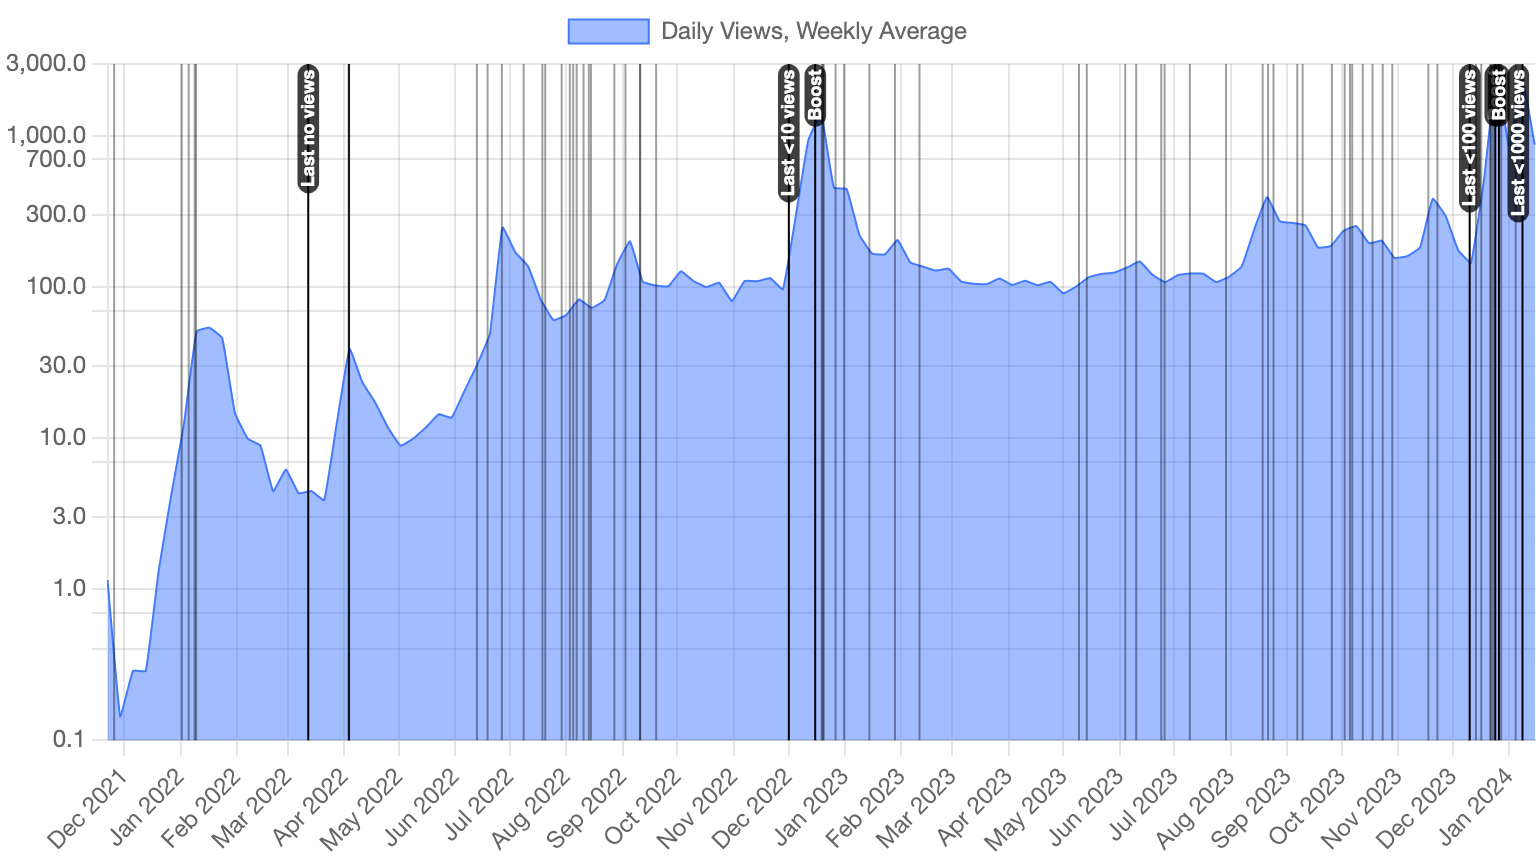 Daily Views, Weekly Average
3,000.0
1,000.0
700.0
300.0
100.0
30.0
10.0
3.0
1.0
0.1
Last no views
Last <10 views
Boost
Last <100 views
Boost
Last <1000 views
Dec 2021
Jan 2022
Feb 2022
Mar 2022
Apr 2022
May 2022
Jun 2022
Jul 2022
Aug 2022
Sep 2022
Oct 2022
Nov 2022
Dec 2022
Jan 2023
Feb 2023
Mar 2023
Apr 2023
May 2023
Jun 2023
Jul 2023
Aug 2023
Sep 2023
Oct 2023
Nov 2023
Dec 2023
Jan 2024